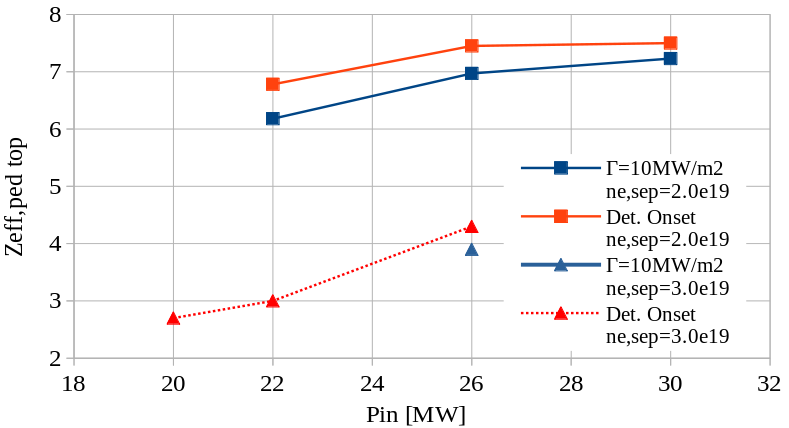 8
7
6
5
4
3
2
Zeff,ped top
Γ=10MW/m2
ne,sep=2.0e19
Det. Onset
ne,sep=2.0e19
Γ=10MW/m2
ne,sep=3.0e19
Det. Onset
ne,sep=3.0e19
18 20 22 24 26 28 30 32
Pin [MW]